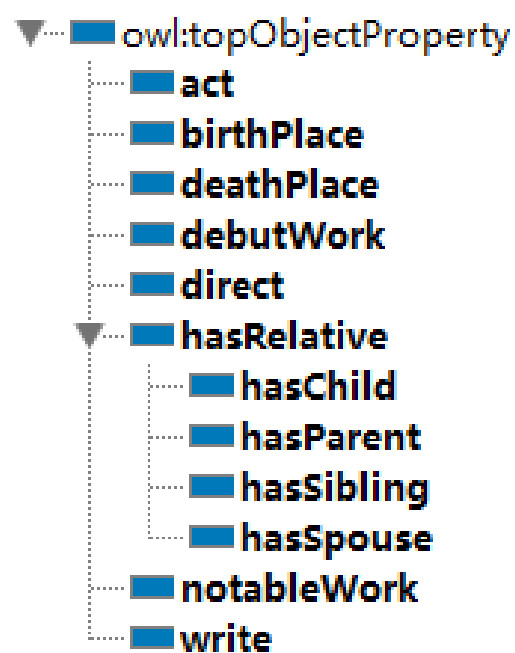 owl:topObjectProperty
act
birthPlace
deathPlace
debutWork
direct
hasRelative
hasChild
hasParent
hasSibling
hasSpouse
notableWork
write